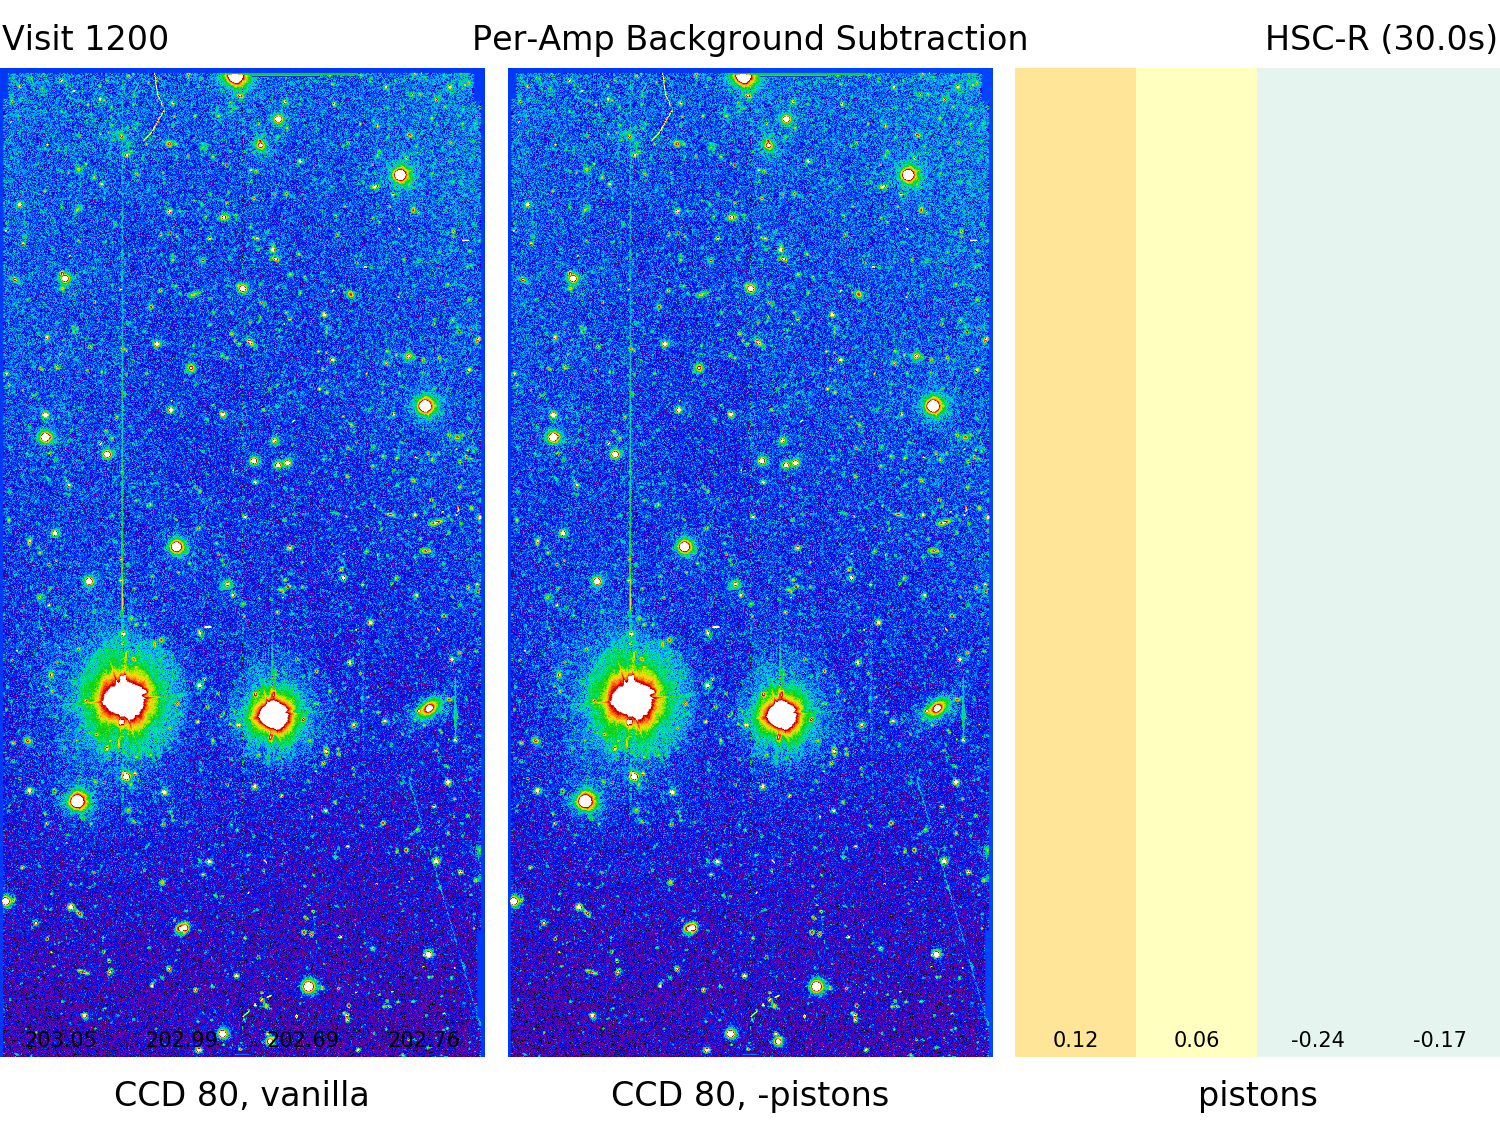 Visit 1200 Per-Amp Background Subtraction HSC-R (30.0s)
203.05 202.99 202.69 202.76 0.12 0.06 -0.24 -0.17
CCD 80, vanilla CCD 80, -pistons pistons